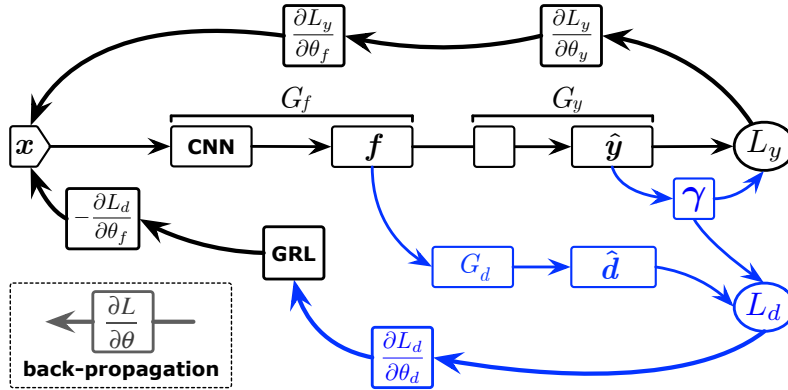 ∂L_y/∂θ_f
∂L_y/∂θ_y
G_f
G_y
x
CNN
f
ŷ
L_y
γ
−∂L_d/∂θ_f
GRL
G_d
d̂
L_d
∂L_d/∂θ_d
∂L/∂θ
back-propagation